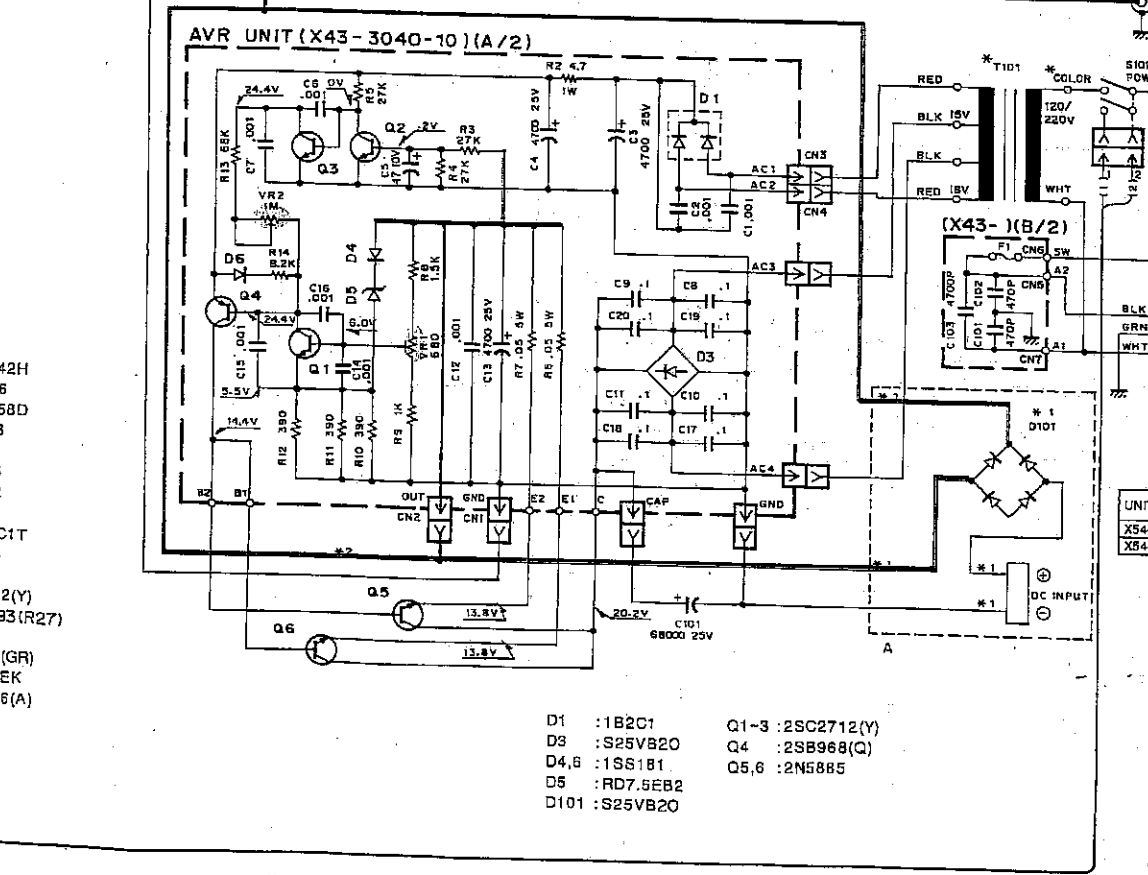 AVR UNIT (X43-3040-10)(A/2)
24.4V
C6
.001
0V
R5
27K
R2 4.7
1W
D1
C3
4700 25V
C4 4700 25V
Q2
.2V
R3
27K
R4
27K
C5
47 10V
Q3
C7 .001
R13 68K
VR2
1M
R14
8.2K
D6
Q4
24.4V
C15 .001
5.5V
14.4V
C16
.001
6.0V
Q1
C14
.001
D4
D5
R8
1.5K
VR1
680
R9 1K
R12 390
R11 390
R10 390
C12 .001
C13 4700 25V
R7 .05 5W
R6 .05 5W
C2
.001
C1 .001
AC1
AC2
CN3
CN4
AC3
AC4
C9 .1
C8 .1
C20 .1
C19 .1
D3
C11 .1
C10 .1
C18 .1
C17 .1
B2
B1
OUT
CN2
GND
CN1
E2
E1
C
CAP
GND
*2
Q5
13.8V
Q6
13.8V
20.2V
C101
68000 25V
RED
BLK 15V
BLK
RED 18V
*T101
*COLOR
120/
220V
WHT
S101
POW
(X43- )(B/2)
F1
CN6
SW
A2
CN5
A1
CN7
C103 4700P
C102
470P
C101
470P
BLK
GRN
WHT
* 1
D101
*1
*1
DC INPUT
⊕
⊖
A
UNIT
X54
X54
42H
6
58D
C1T
2(Y)
93(R27)
(GR)
EK
6(A)
D1 :1B2C1
D3 :S25VB20
D4,6 :1SS181
D5 :RD7.5EB2
D101 :S25VB20
Q1-3 :2SC2712(Y)
Q4 :2SB968(Q)
Q5,6 :2N5885